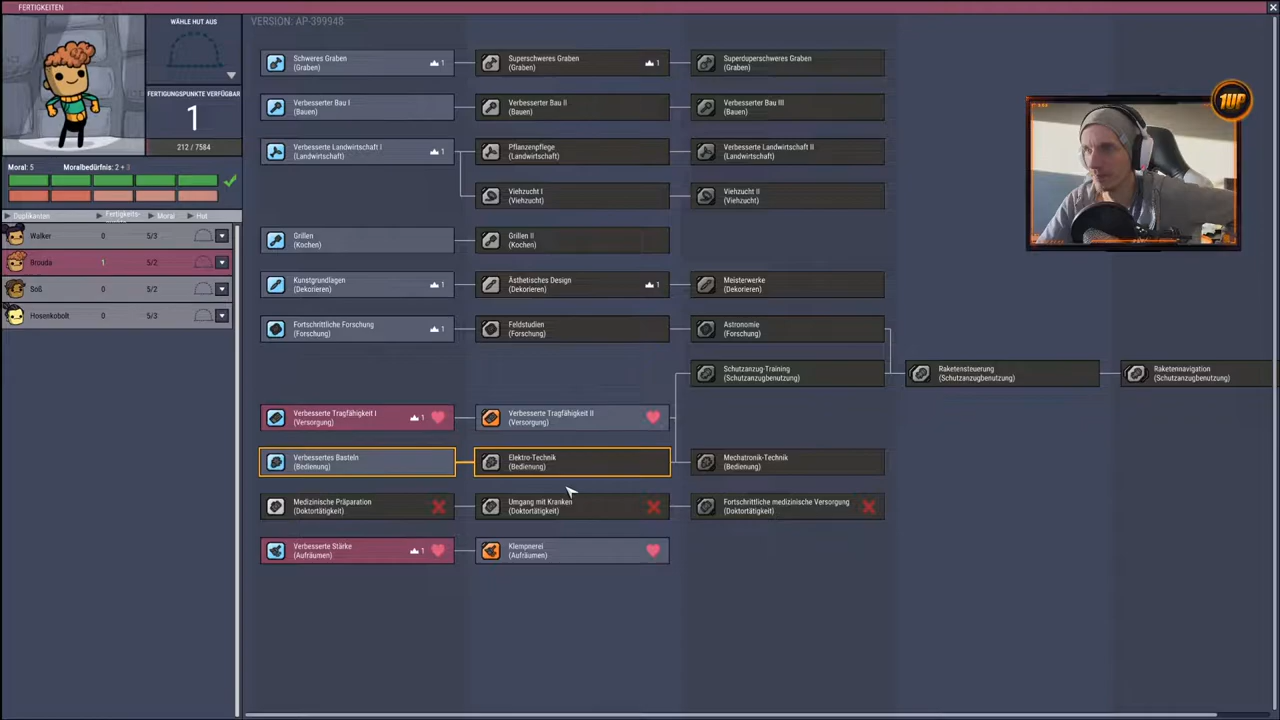 FERTIGKEITEN
WÄHLE HUT AUS
VERSION: AP-399948
FERTIGUNGSPUNKTE VERFÜGBAR
1
212 / 7584
Moral: 5
Moralbedürfnis: 2 + 3
Duplikanten
Fertigkeits-
Moral
Hut
Walker
0
5/3
Brouda
1
5/2
Soß
0
5/2
Hosenkobolt
0
5/3
Schweres Graben
(Graben)
1
Superschweres Graben
(Graben)
1
Superduperschweres Graben
(Graben)
Verbesserter Bau I
(Bauen)
Verbesserter Bau II
(Bauen)
Verbesserter Bau III
(Bauen)
Verbesserte Landwirtschaft I
(Landwirtschaft)
1
Pflanzenpflege
(Landwirtschaft)
Verbesserte Landwirtschaft II
(Landwirtschaft)
Viehzucht I
(Viehzucht)
Viehzucht II
(Viehzucht)
Grillen
(Kochen)
Grillen II
(Kochen)
Kunstgrundlagen
(Dekorieren)
1
Ästhetisches Design
(Dekorieren)
1
Meisterwerke
(Dekorieren)
Fortschrittliche Forschung
(Forschung)
1
Feldstudien
(Forschung)
Astronomie
(Forschung)
Schutzanzug-Training
(Schutzanzugbenutzung)
Raketensteuerung
(Schutzanzugbenutzung)
Raketennavigation
(Schutzanzugbenutzung)
Verbesserte Tragfähigkeit I
(Versorgung)
1
Verbesserte Tragfähigkeit II
(Versorgung)
Verbessertes Basteln
(Bedienung)
Elektro-Technik
(Bedienung)
Mechatronik-Technik
(Bedienung)
Medizinische Präparation
(Doktortätigkeit)
Umgang mit Kranken
(Doktortätigkeit)
Fortschrittliche medizinische Versorgung
(Doktortätigkeit)
Verbesserte Stärke
(Aufräumen)
1
Klempnerei
(Aufräumen)
1UP